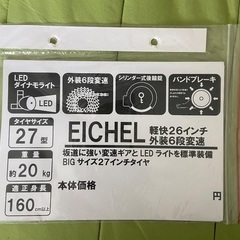 LED
ダイナモライト
LED
外装6段変速
シリンダー式後輪錠
バンドブレーキ
タイヤサイズ
27型
重量
約20kg
適正身長
160cm以上
EICHEL 軽快26インチ
外装6段変速
坂道に強い変速ギアとLEDライトを標準装備
BIGサイズ27インチタイヤ
本体価格
円